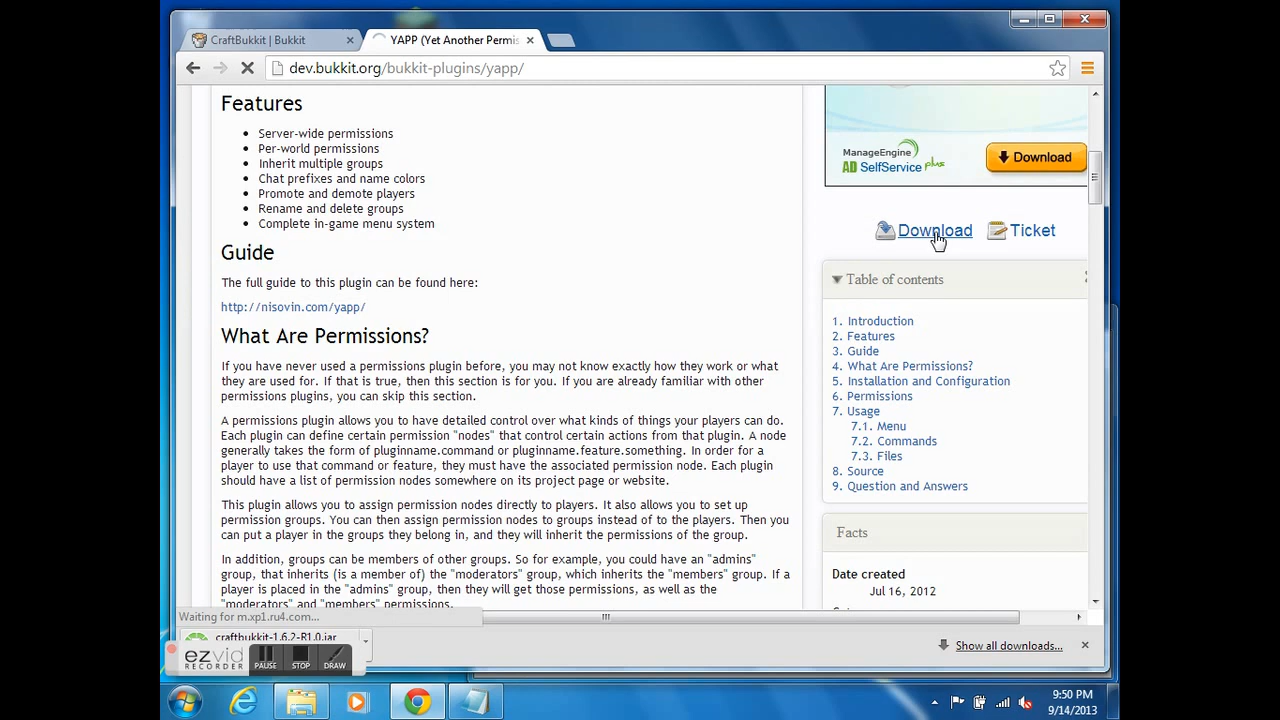 CraftBukkit | Bukkit
YAPP (Yet Another Permis
dev.bukkit.org/bukkit-plugins/yapp/
Features
Server-wide permissions
Per-world permissions
Inherit multiple groups
Chat prefixes and name colors
Promote and demote players
Rename and delete groups
Complete in-game menu system
Guide
The full guide to this plugin can be found here:
http://nisovin.com/yapp/
What Are Permissions?
If you have never used a permissions plugin before, you may not know exactly how they work or what
they are used for. If that is true, then this section is for you. If you are already familiar with other
permissions plugins, you can skip this section.
A permissions plugin allows you to have detailed control over what kinds of things your players can do.
Each plugin can define certain permission "nodes" that control certain actions from that plugin. A node
generally takes the form of pluginname.command or pluginname.feature.something. In order for a
player to use that command or feature, they must have the associated permission node. Each plugin
should have a list of permission nodes somewhere on its project page or website.
This plugin allows you to assign permission nodes directly to players. It also allows you to set up
permission groups. You can then assign permission nodes to groups instead of to the players. Then you
can put a player in the groups they belong in, and they will inherit the permissions of the group.
In addition, groups can be members of other groups. So for example, you could have an "admins"
group, that inherits (is a member of) the "moderators" group, which inherits the "members" group. If a
player is placed in the "admins" group, then they will get those permissions, as well as the
"moderators" and "members" permissions.
ManageEngine
AD SelfService plus
Download
Download
Ticket
Table of contents
1. Introduction
2. Features
3. Guide
4. What Are Permissions?
5. Installation and Configuration
6. Permissions
7. Usage
7.1. Menu
7.2. Commands
7.3. Files
8. Source
9. Question and Answers
Facts
Date created
Jul 16, 2012
Waiting for m.xp1.ru4.com...
craftbukkit-1.6.2-R1.0.jar
Show all downloads...
ezvid
RECORDER
PAUSE
STOP
DRAW
9:50 PM
9/14/2013